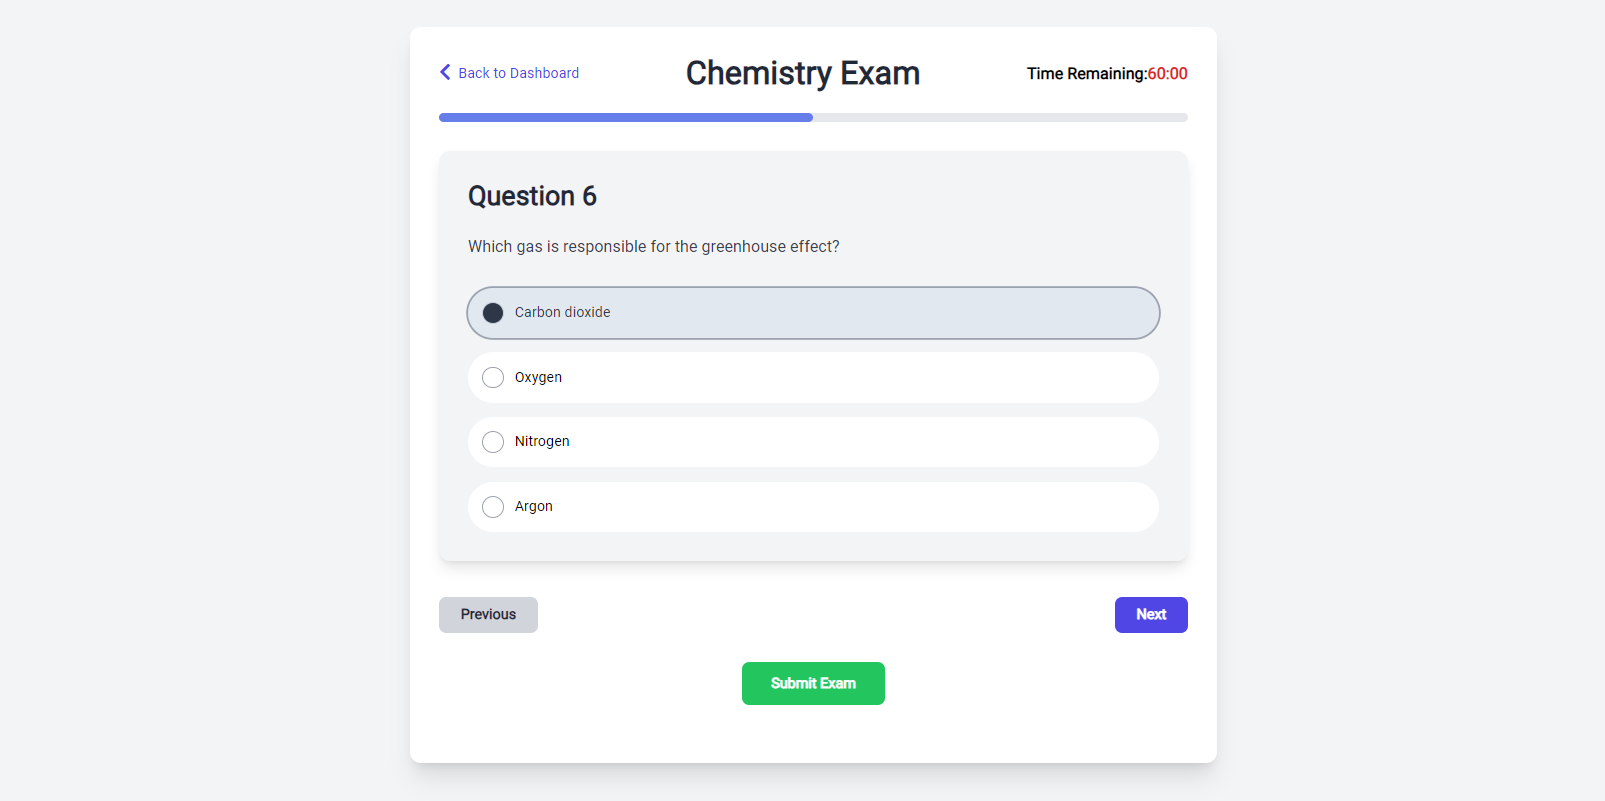 Back to Dashboard
Chemistry Exam
Time Remaining:60:00
Question 6
Which gas is responsible for the greenhouse effect?
Carbon dioxide
Oxygen
Nitrogen
Argon
Previous
Next
Submit Exam